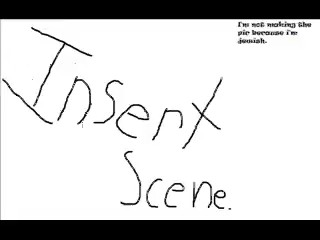 I'm not making the
pic because i'm
jewish.
Insert
Scene.